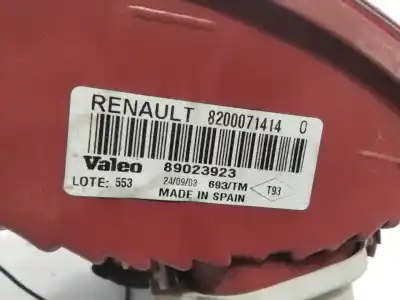 RENAULT 8200071414 0
Valeo 89023923
LOTE: 553 24/09/03 693/TM T93
MADE IN SPAIN